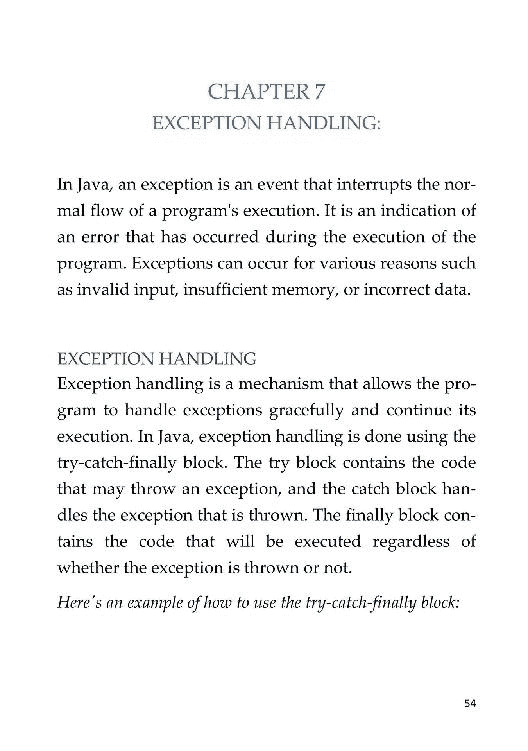 CHAPTER 7
EXCEPTION HANDLING:
In Java, an exception is an event that interrupts the nor-
mal flow of a program's execution. It is an indication of
an error that has occurred during the execution of the
program. Exceptions can occur for various reasons such
as invalid input, insufficient memory, or incorrect data.
EXCEPTION HANDLING
Exception handling is a mechanism that allows the pro-
gram to handle exceptions gracefully and continue its
execution. In Java, exception handling is done using the
try-catch-finally block. The try block contains the code
that may throw an exception, and the catch block han-
dles the exception that is thrown. The finally block con-
tains the code that will be executed regardless of
whether the exception is thrown or not.
Here's an example of how to use the try-catch-finally block:
54